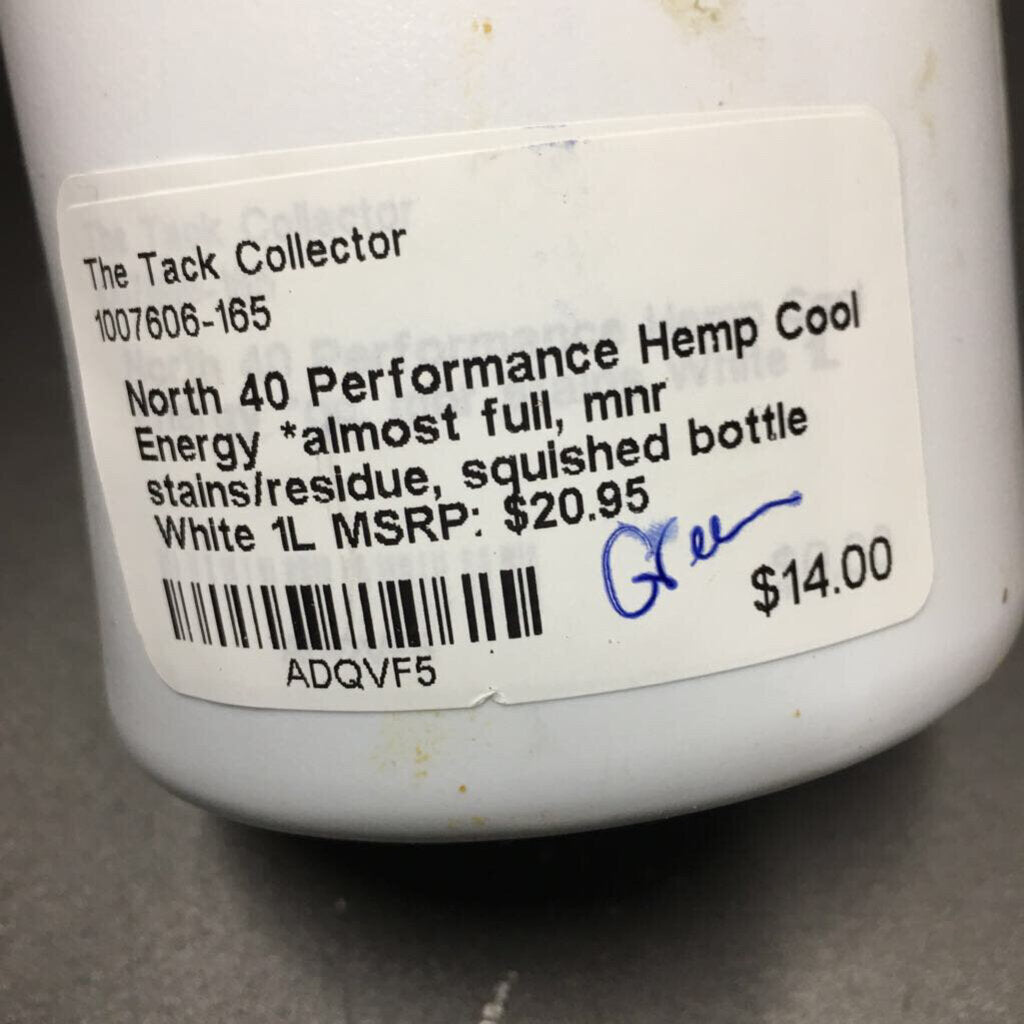 The Tack Collector
1007606-165
North 40 Performance Hemp Cool
Energy *almost full, mnr
stains/residue, squished bottle
White 1L MSRP: $20.95
Green
$14.00
ADQVF5